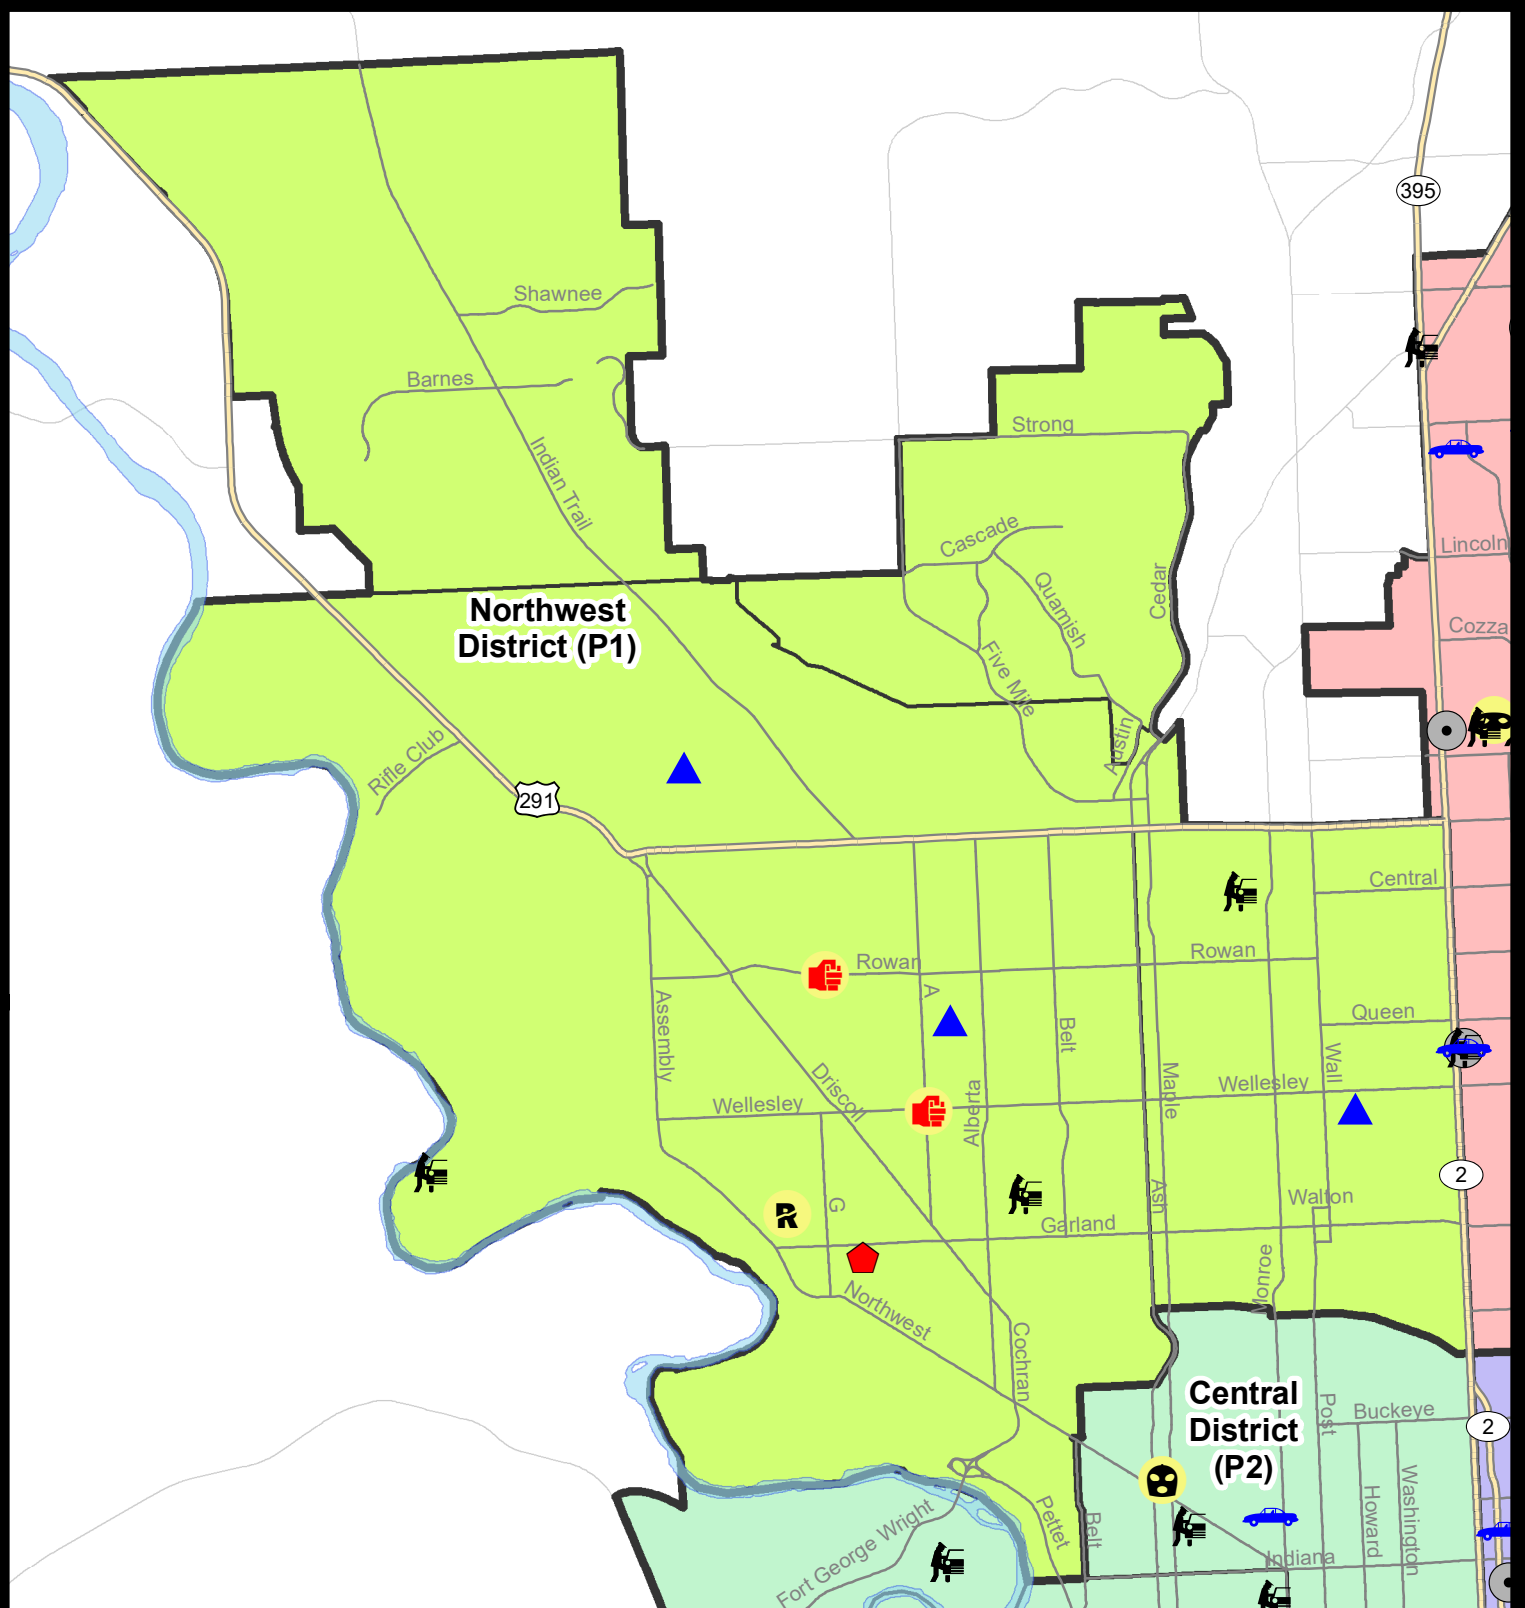 395
Shawnee
Barnes
Strong
Indian Trail
Cascade
Lincoln
Quamish
Cedar
Northwest
District (P1)
Cozza
Five Mile
Austin
Rifle Club
291
Central
Rowan
Rowan
A
Assembly
Queen
Belt
Wall
Driscoll
Maple
Wellesley
Wellesley
Alberta
2
G
Ash
Walton
Garland
Monroe
Northwest
Cochran
Central
District
(P2)
Post
Buckeye
2
Washington
Howard
Pettet
Belt
Fort George Wright
Indiana
R